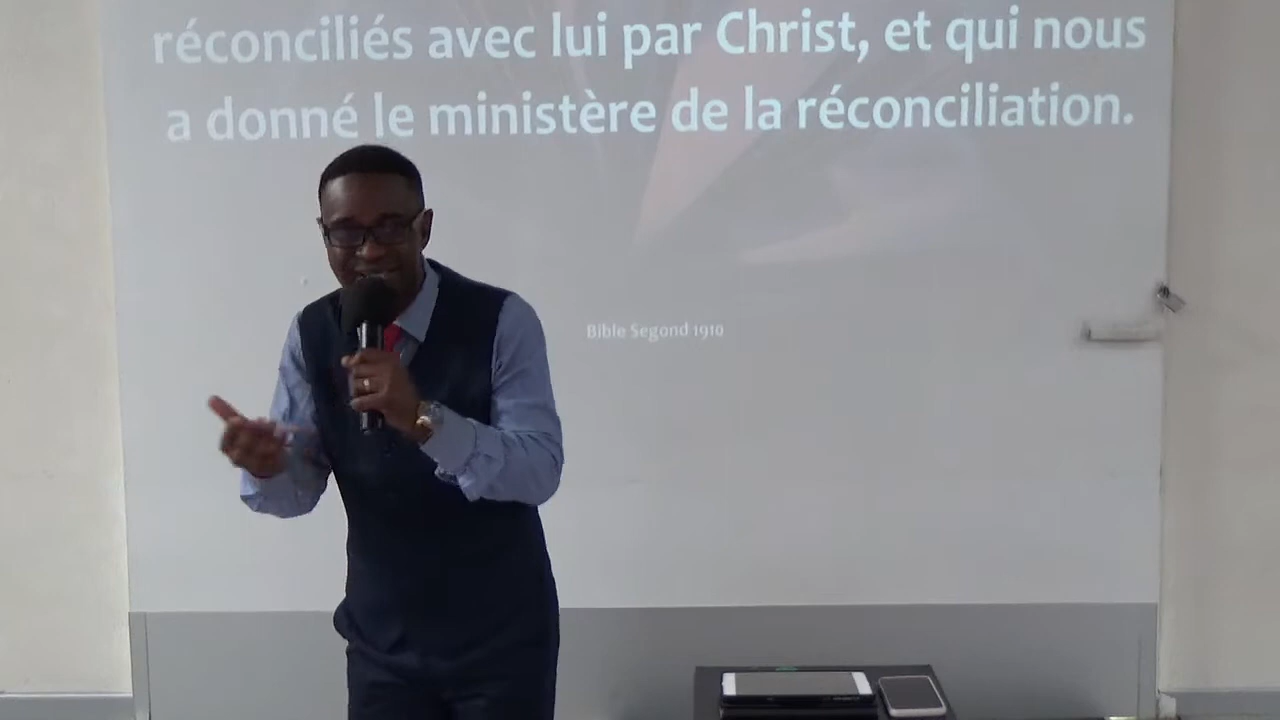 réconciliés avec lui par Christ, et qui nous
a donné le ministère de la réconciliation.
Bible Segond 1910